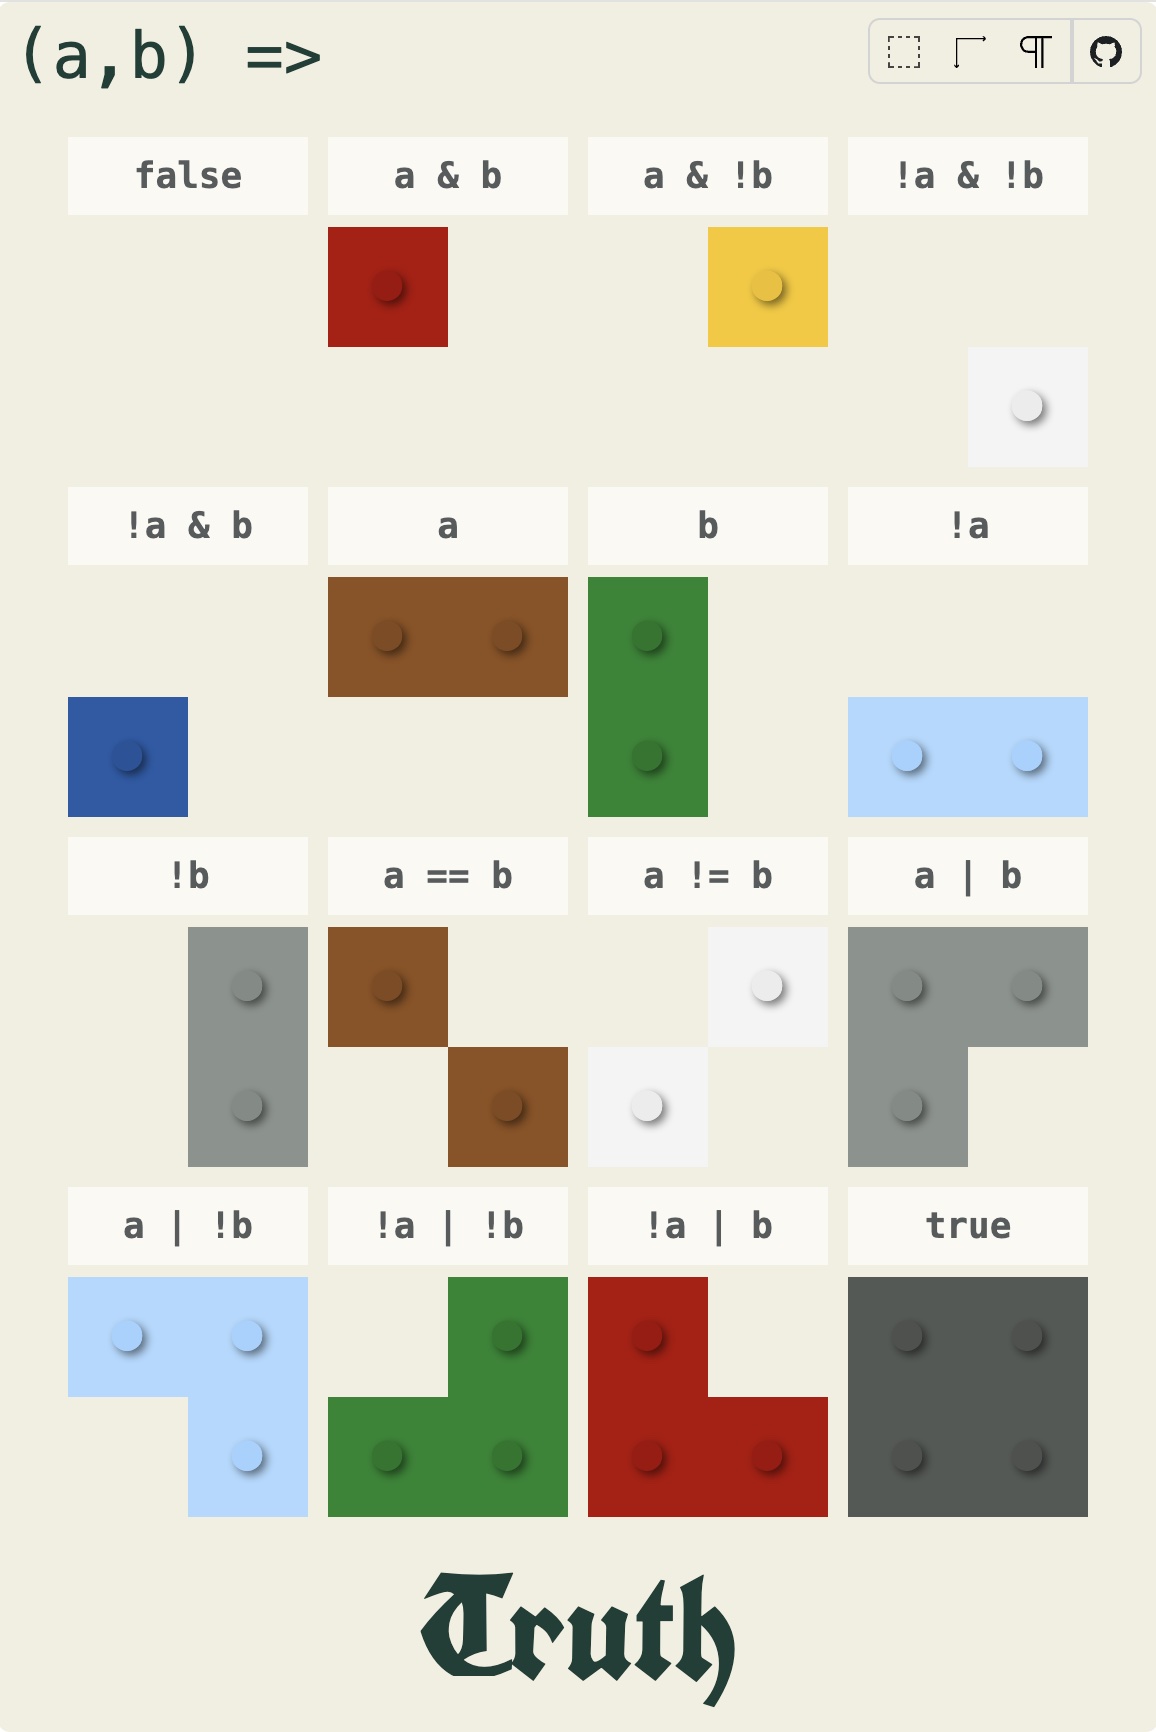 (a,b) =>
false a & b a & !b !a & !b
!a & b a b !a
!b a == b a != b a | b
a | !b !a | !b !a | b true
Truth